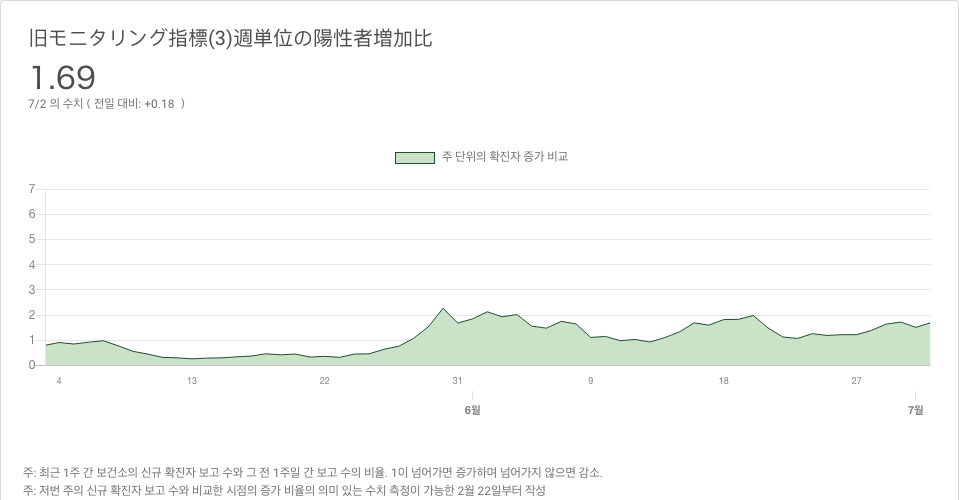 旧モニタリング指標(3)週単位の陽性者増加比
1.69
7/2 의 수치 ( 전일 대비: +0.18 )
주 단위의 확진자 증가 비교
7
6
5
4
3
2
1
0
4 13 22 31 9 18 27
6월 7월
주: 최근 1주 간 보건소의 신규 확진자 보고 수와 그 전 1주일 간 보고 수의 비율. 1이 넘어가면 증가하며 넘어가지 않으면 감소.
주: 저번 주의 신규 확진자 보고 수와 비교한 시점의 증가 비율의 의미 있는 수치 측정이 가능한 2월 22일부터 작성